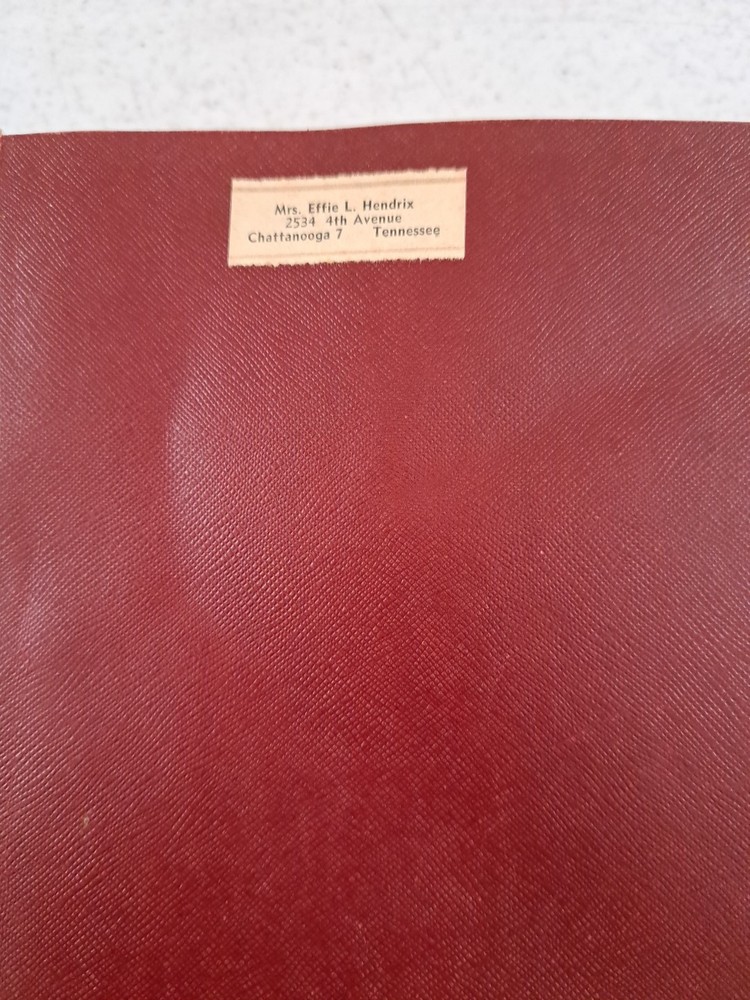 Mrs. Effie L. Hendrix
2534 4th Avenue
Chattanooga 7 Tennessee